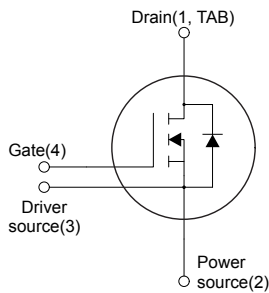 Drain(1, TAB)
Gate(4)
Driver
source(3)
Power
source(2)